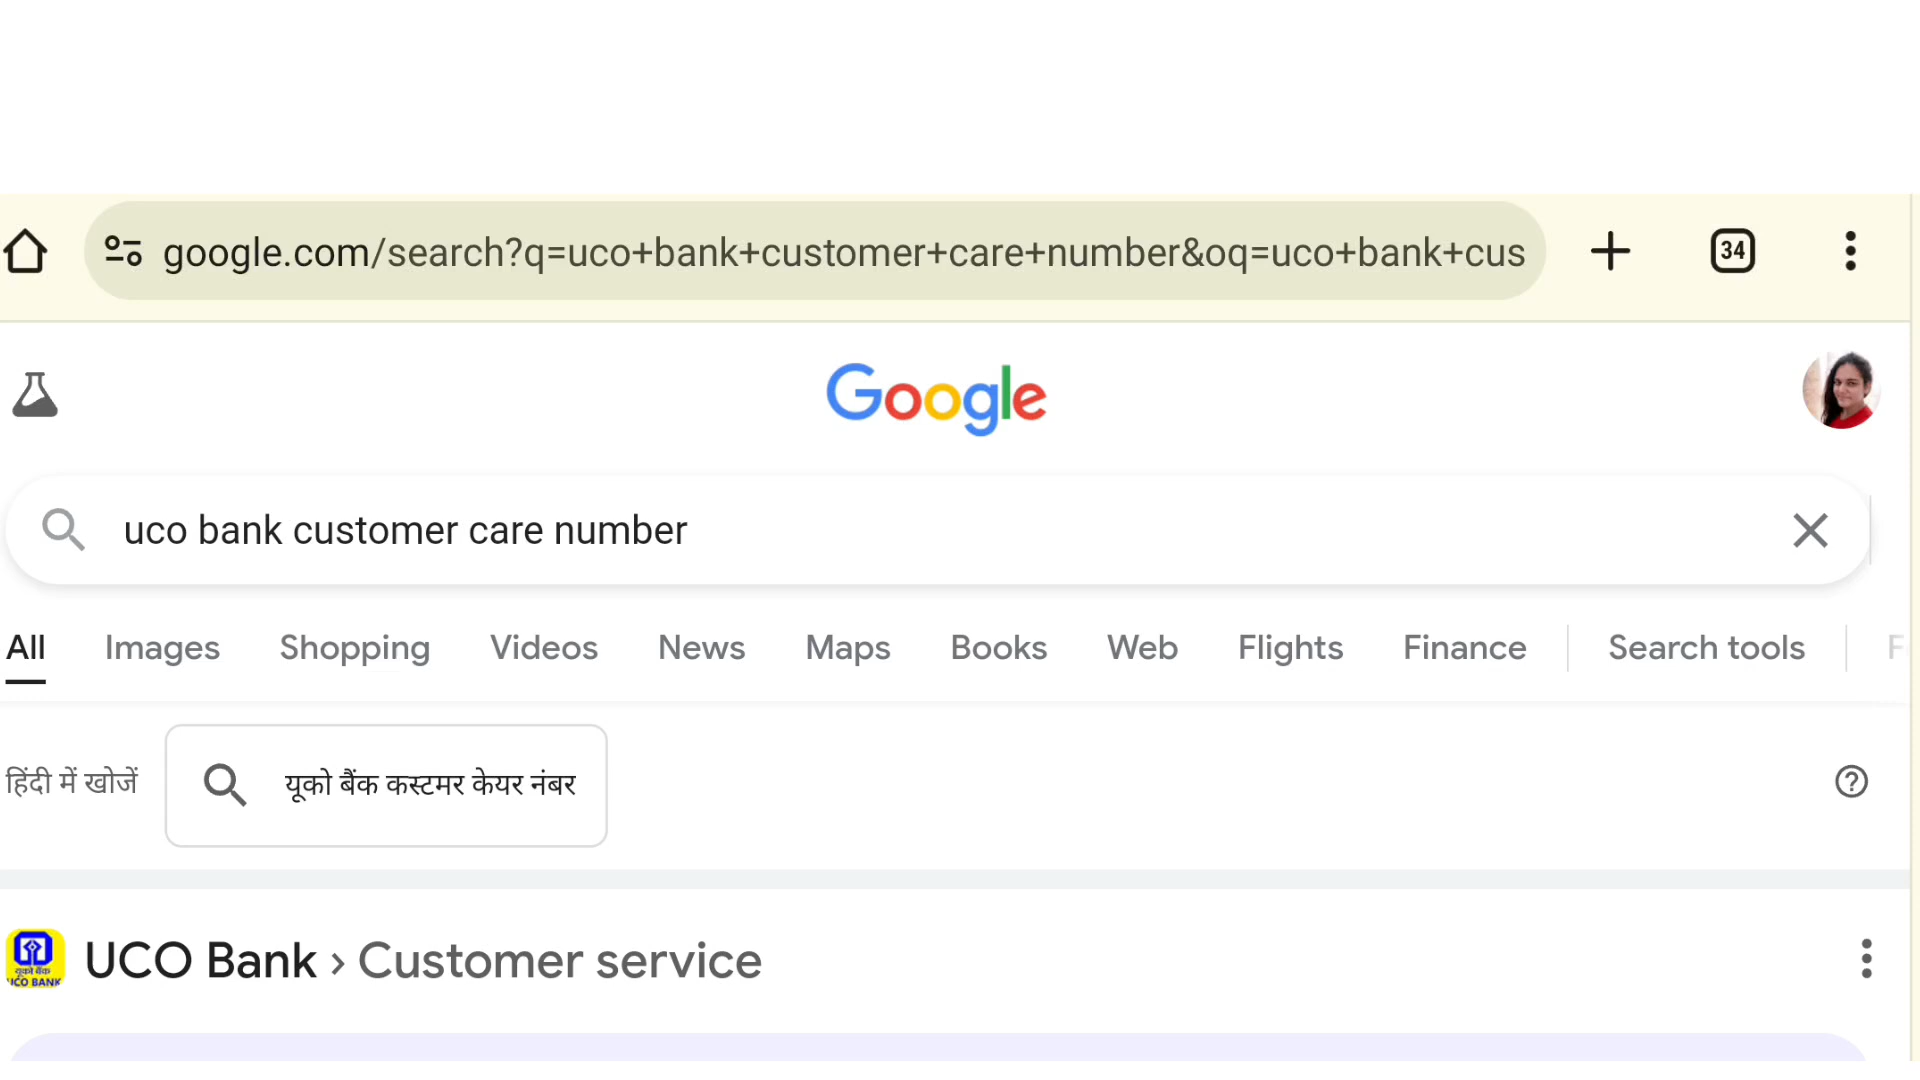 google.com/search?q=uco+bank+customer+care+number&oq=uco+bank+cus
34
Google
uco bank customer care number
All Images Shopping Videos News Maps Books Web Flights Finance Search tools
हिंदी में खोजें यूको बैंक कस्टमर केयर नंबर
यूको बैंक
UCO BANK
UCO Bank › Customer service